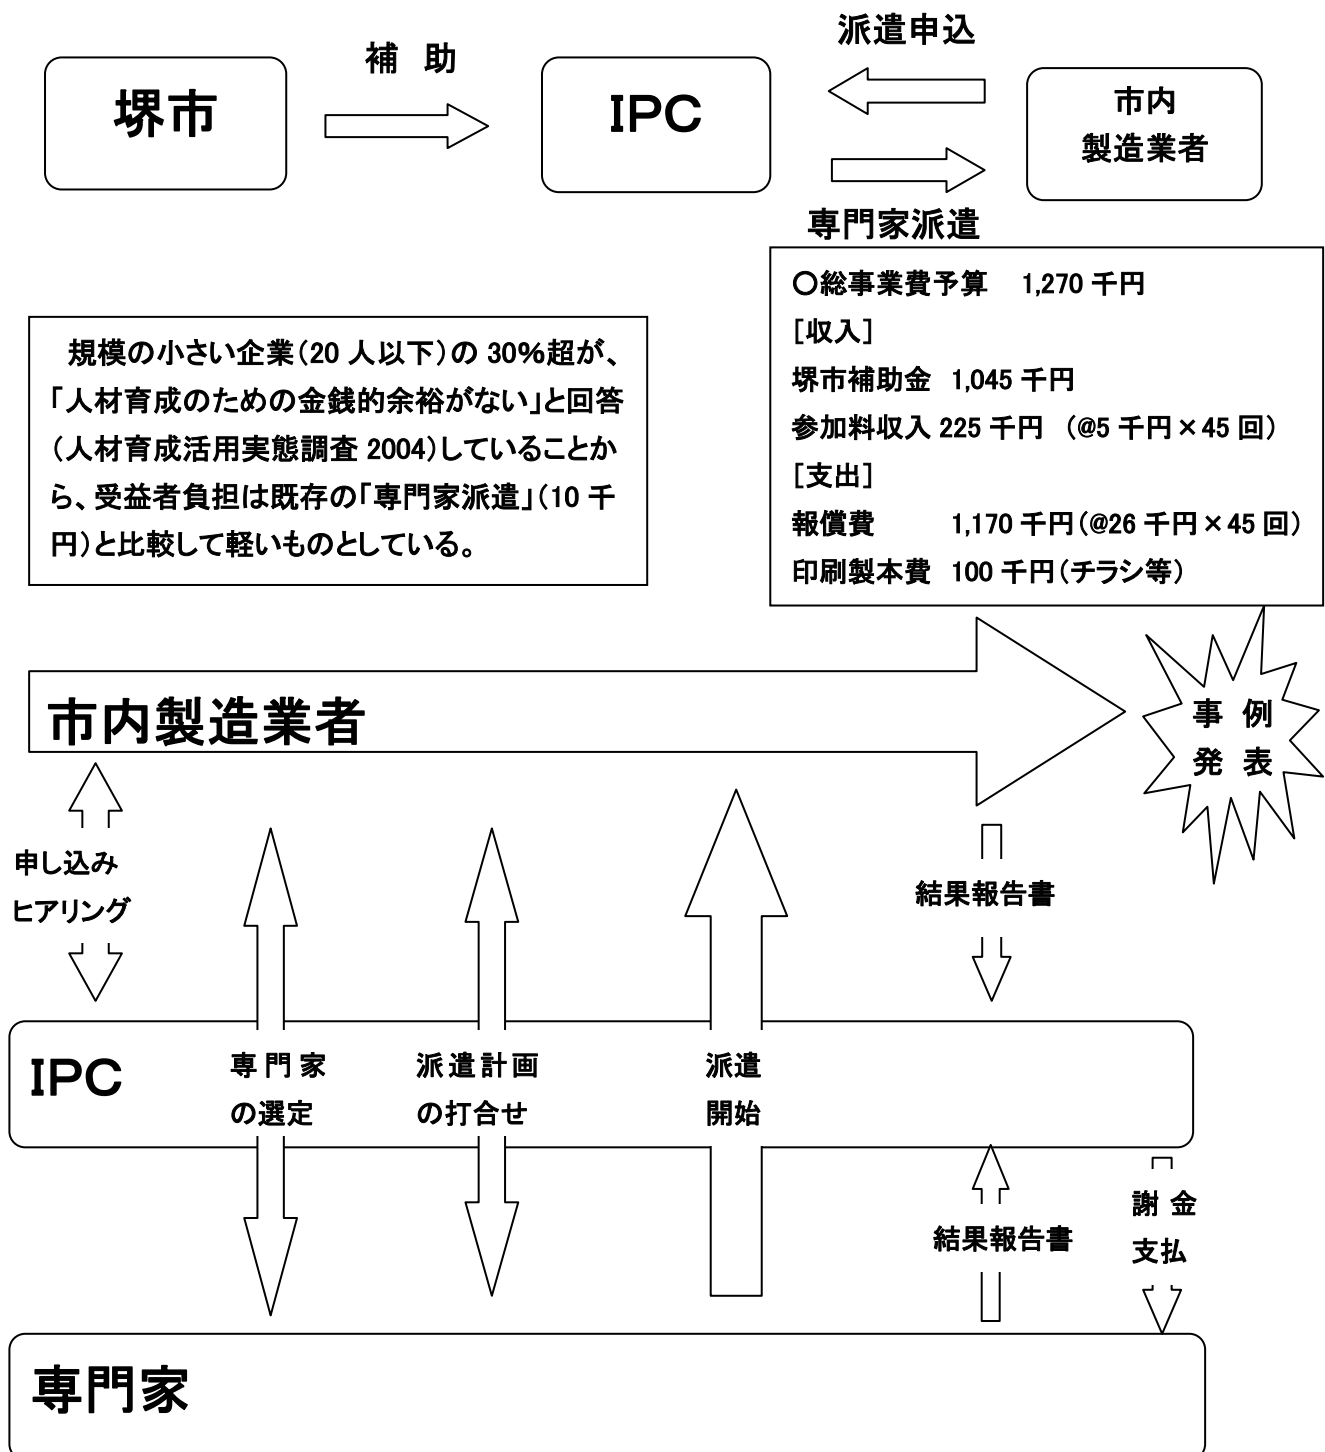 派遣申込
補 助
堺市
IPC
市内
製造業者
専門家派遣
○総事業費予算 1,270 千円
[収入]
堺市補助金 1,045 千円
参加料収入 225 千円 (@5 千円×45 回)
[支出]
報償費 1,170 千円(@26 千円×45 回)
印刷製本費 100 千円(チラシ等)
規模の小さい企業(20 人以下)の 30%超が、
「人材育成のための金銭的余裕がない」と回答
(人材育成活用実態調査 2004)していることか
ら、受益者負担は既存の「専門家派遣」(10 千
円)と比較して軽いものとしている。
市内製造業者
事 例
発 表
申し込み
ヒアリング
結果報告書
IPC
専 門 家
の選定
派遣計画
の打合せ
派遣
開始
結果報告書
謝 金
支払
専門家